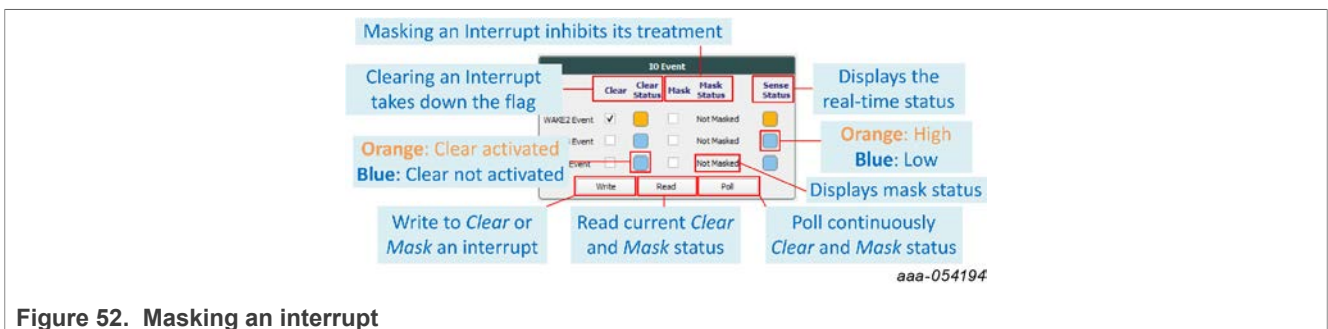 Masking an Interrupt inhibits its treatment
IO Event
Clearing an Interrupt
takes down the flag
Clear
Clear
Status
Mask
Mask
Status
Sense
Status
Displays the
real-time status
WAKE2 Event
Not Masked
Event
Not Masked
Orange: High
Blue: Low
Orange: Clear activated
Blue: Clear not activated
Event
Not Masked
Displays mask status
Write
Read
Poll
Write to Clear or
Mask an interrupt
Read current Clear
and Mask status
Poll continuously
Clear and Mask status
aaa-054194
Figure 52. Masking an interrupt